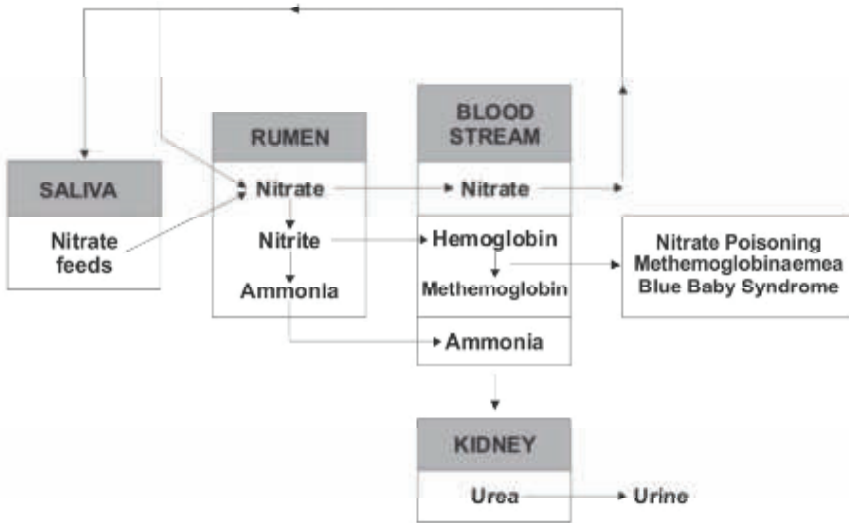 BLOOD
STREAM
RUMEN
SALIVA
Nitrate
Nitrate
Nitrate
feeds
Nitrite
Hemoglobin
Nitrate Poisoning
Methemoglobinaemea
Blue Baby Syndrome
Ammonia
Methemoglobin
Ammonia
KIDNEY
Urea
Urine